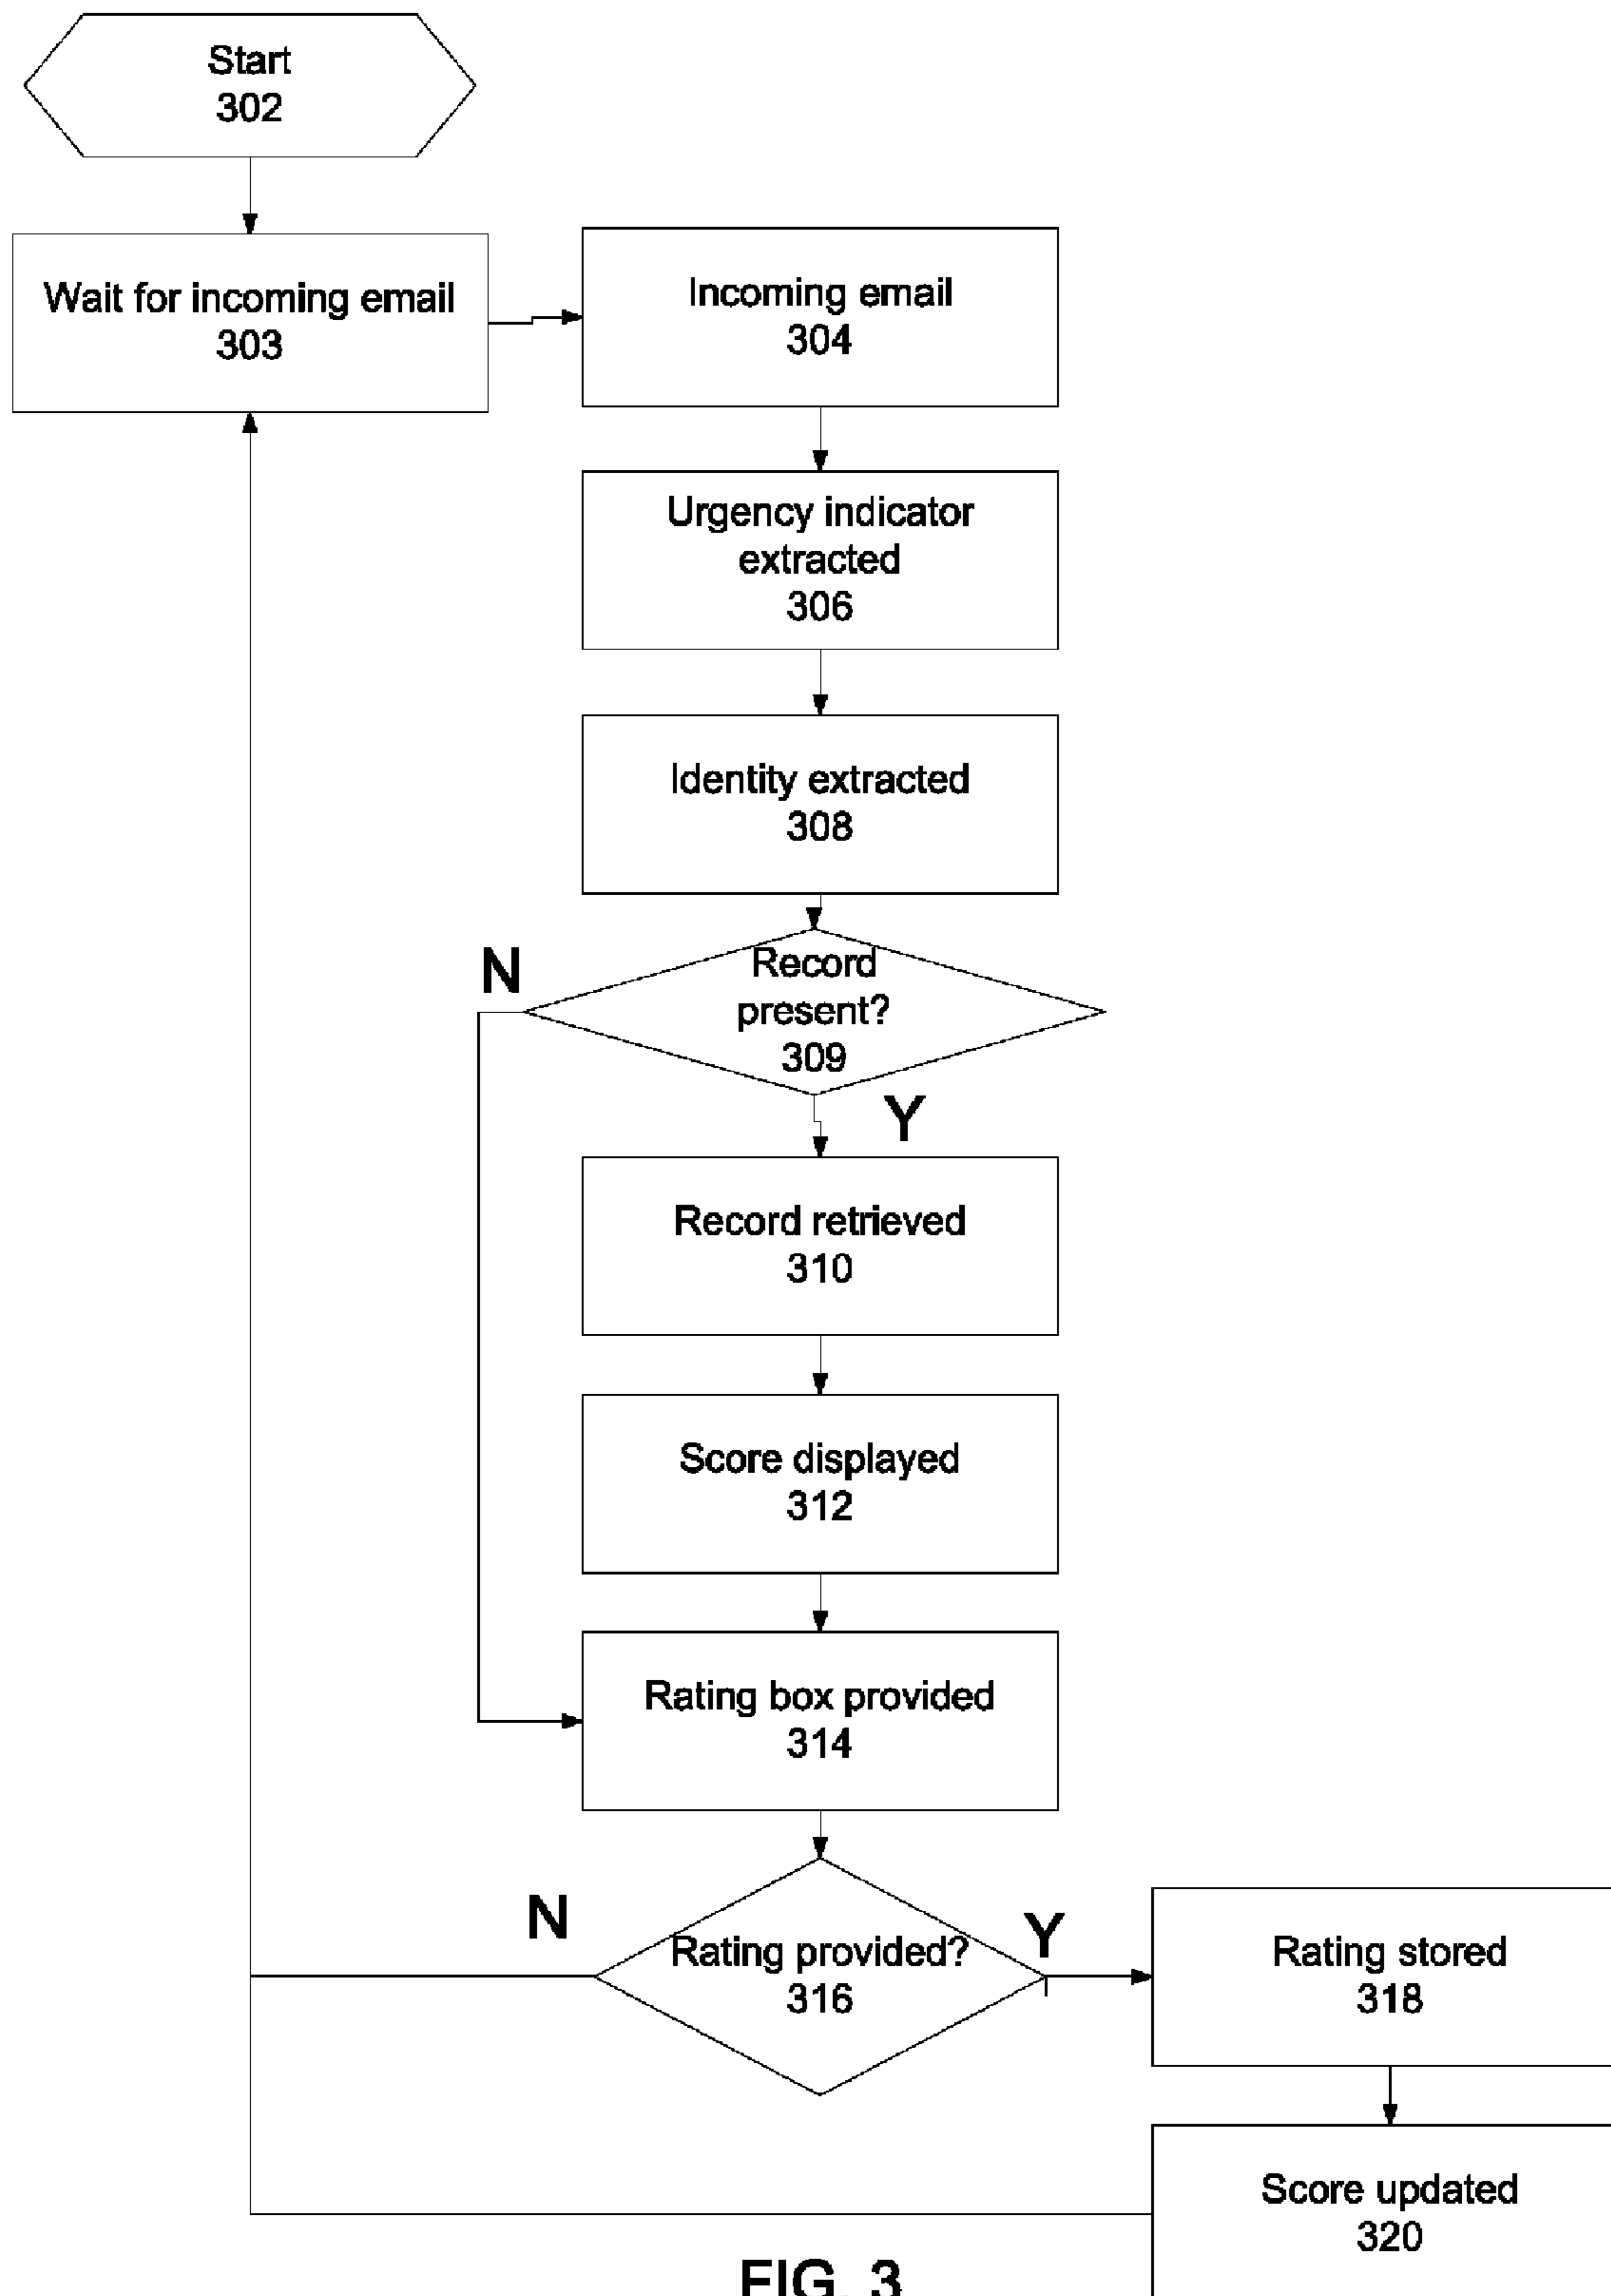 Start
302
Wait for incoming email
303
Incoming email
304
Urgency indicator
extracted
306
Identity extracted
308
N
Record
present?
309
Y
Record retrieved
310
Score displayed
312
Rating box provided
314
N
Rating provided?
316
Y
Rating stored
318
Score updated
320
FIG. 3